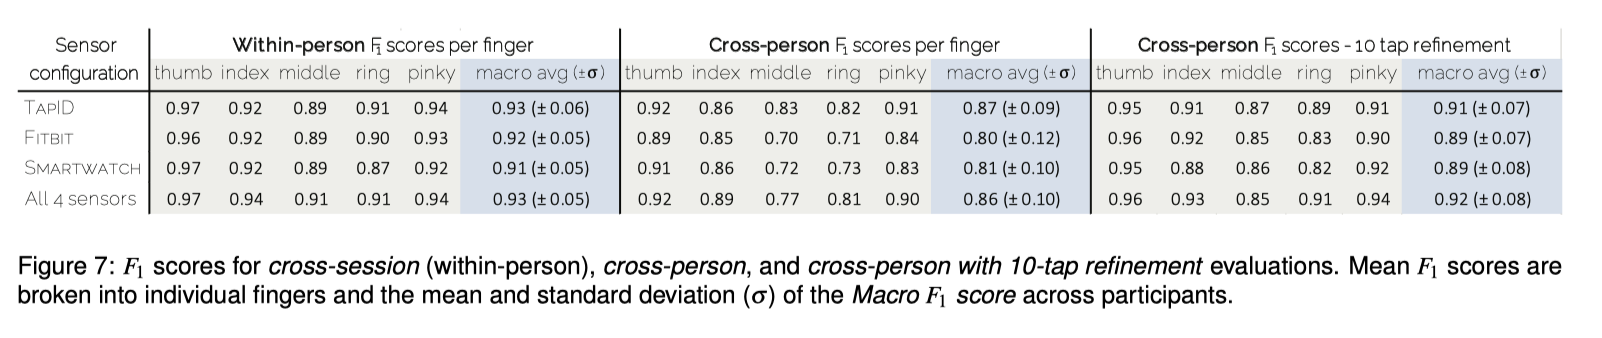 Sensor Within-person F1 scores per finger Cross-person F1 scores per finger Cross-person F1 scores - 10 tap refinement
configuration thumb index middle ring pinky macro avg (±σ) thumb index middle ring pinky macro avg (±σ) thumb index middle ring pinky macro avg (±σ)
TapID 0.97 0.92 0.89 0.91 0.94 0.93 (±0.06) 0.92 0.86 0.83 0.82 0.91 0.87 (±0.09) 0.95 0.91 0.87 0.89 0.91 0.91 (±0.07)
Fitbit 0.96 0.92 0.89 0.90 0.93 0.92 (±0.05) 0.89 0.85 0.70 0.71 0.84 0.80 (±0.12) 0.96 0.92 0.85 0.83 0.90 0.89 (±0.07)
Smartwatch 0.97 0.92 0.89 0.87 0.92 0.91 (±0.05) 0.91 0.86 0.72 0.73 0.83 0.81 (±0.10) 0.95 0.88 0.86 0.82 0.92 0.89 (±0.08)
All 4 sensors 0.97 0.94 0.91 0.91 0.94 0.93 (±0.05) 0.92 0.89 0.77 0.81 0.90 0.86 (±0.10) 0.96 0.93 0.85 0.91 0.94 0.92 (±0.08)
Figure 7: F1 scores for cross-session (within-person), cross-person, and cross-person with 10-tap refinement evaluations. Mean F1 scores are
broken into individual fingers and the mean and standard deviation (σ) of the Macro F1 score across participants.